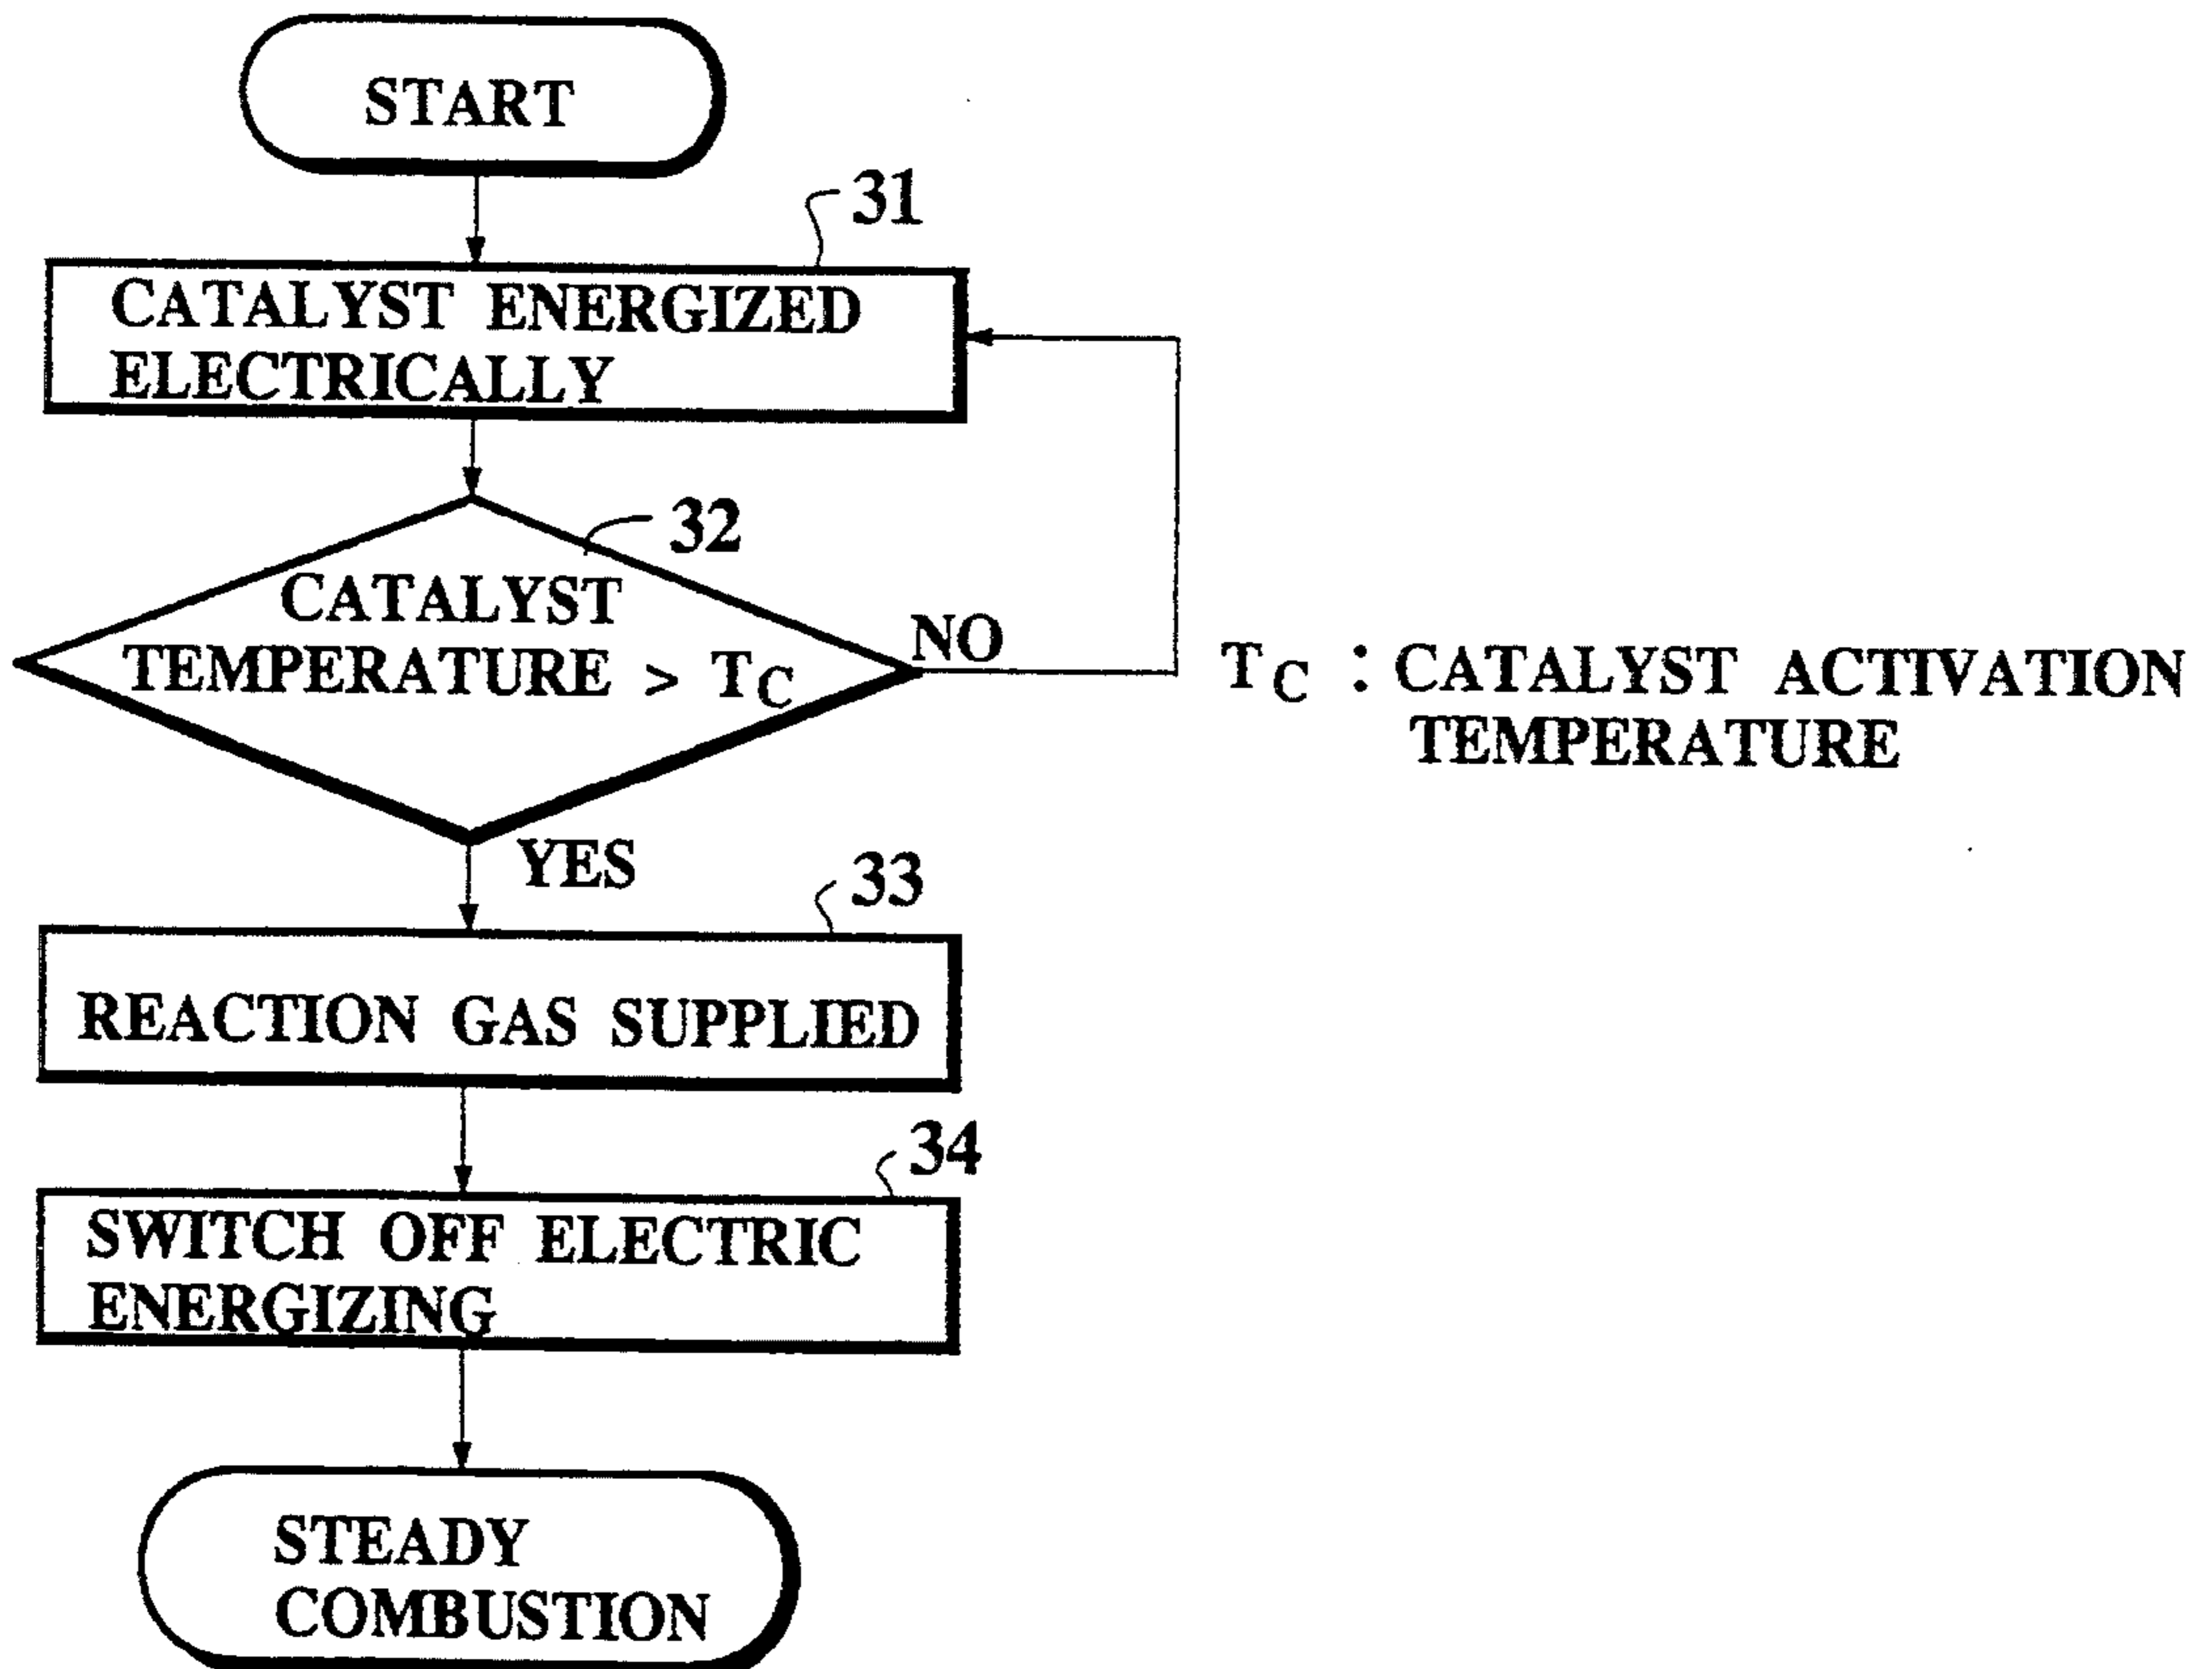 START
31
CATALYST ENERGIZED
ELECTRICALLY
32
CATALYST
TEMPERATURE > TC
NO
TC : CATALYST ACTIVATION
TEMPERATURE
YES
33
REACTION GAS SUPPLIED
34
SWITCH OFF ELECTRIC
ENERGIZING
STEADY
COMBUSTION